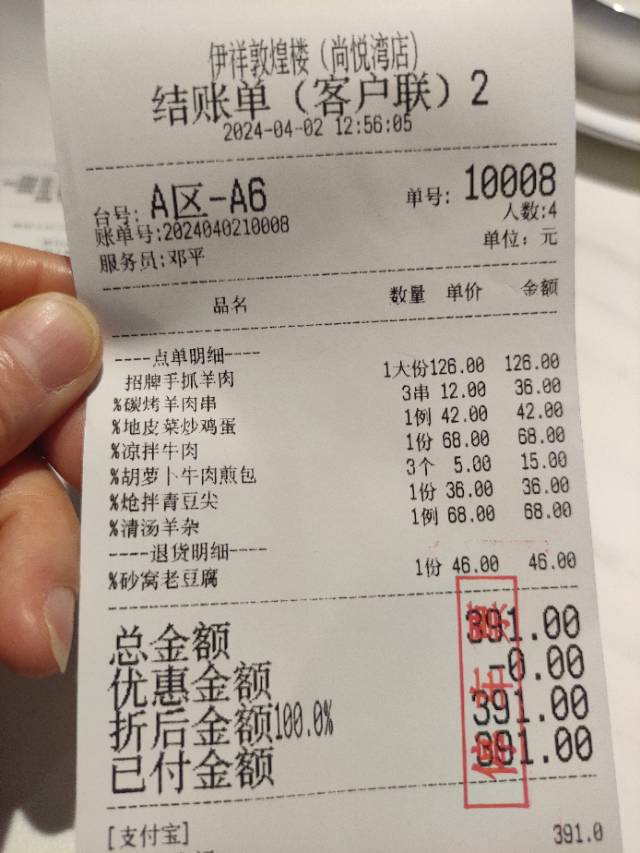 伊祥敦煌楼（尚悦湾店）
结账单（客户联）2
2024-04-02 12:56:05
台号: A区-A6 单号: 10008
账单号:2024040210008 人数:4
服务员:邓平 单位: 元
品名 数量 单价 金额
----点单明细----
招牌手抓羊肉 1大份126.00 126.00
%碳烤羊肉串 3串 12.00 36.00
%地皮菜炒鸡蛋 1例 42.00 42.00
%凉拌牛肉 1份 68.00 68.00
%胡萝卜牛肉煎包 3个 5.00 15.00
%炝拌青豆尖 1份 36.00 36.00
%清汤羊杂 1例 68.00 68.00
----退货明细----
%砂窝老豆腐 1份 46.00 46.00
总金额 391.00
优惠金额 -0.00
折后金额100.0% 391.00
已付金额 391.00
停车票
[支付宝] 391.0